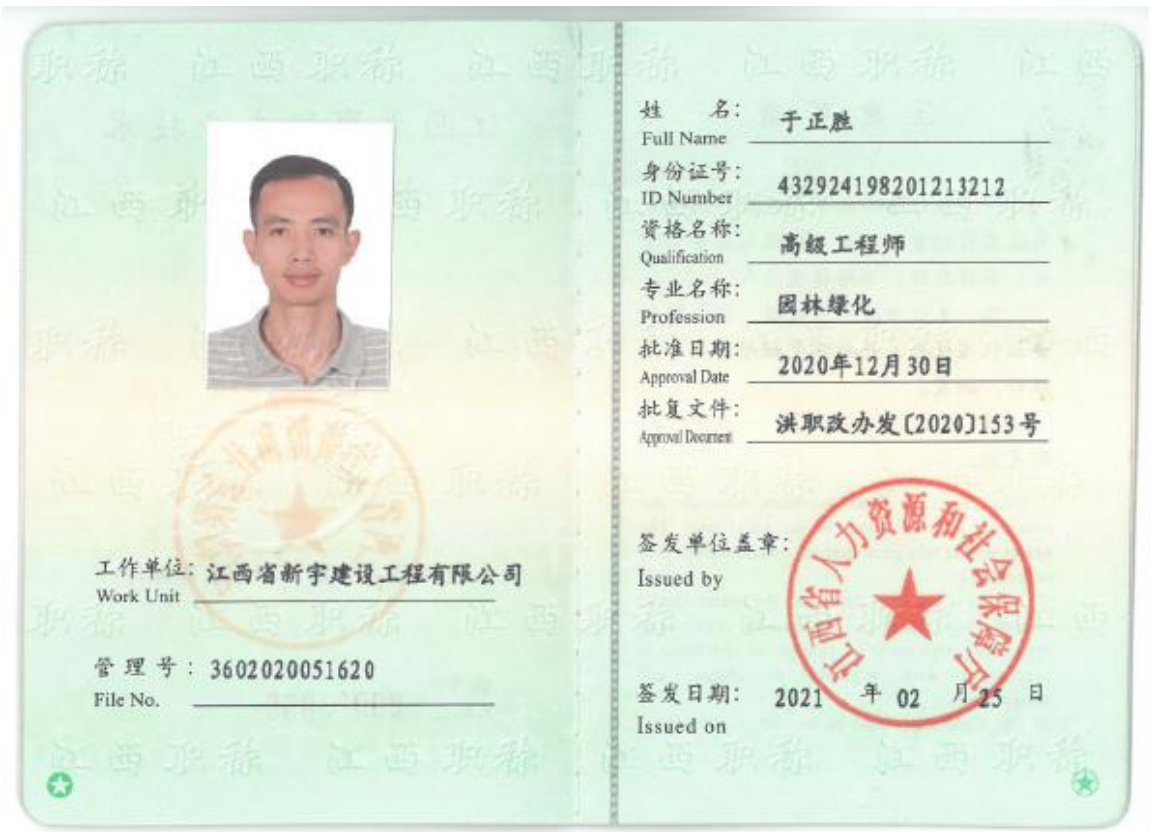 工作单位: 江西省新宇建设工程有限公司
Work Unit
管理号: 3602020051620
File No.
姓 名: 于正胜
Full Name
身份证号: 432924198201213212
ID Number
资格名称: 高级工程师
Qualification
专业名称: 园林绿化
Profession
批准日期: 2020年12月30日
Approval Date
批复文件: 洪职改办发〔2020〕153号
Approval Document
江西省人力资源和社会保障厅
签发单位盖章:
Issued by
签发日期: 2021 年 02 月 25 日
Issued on
江西职称